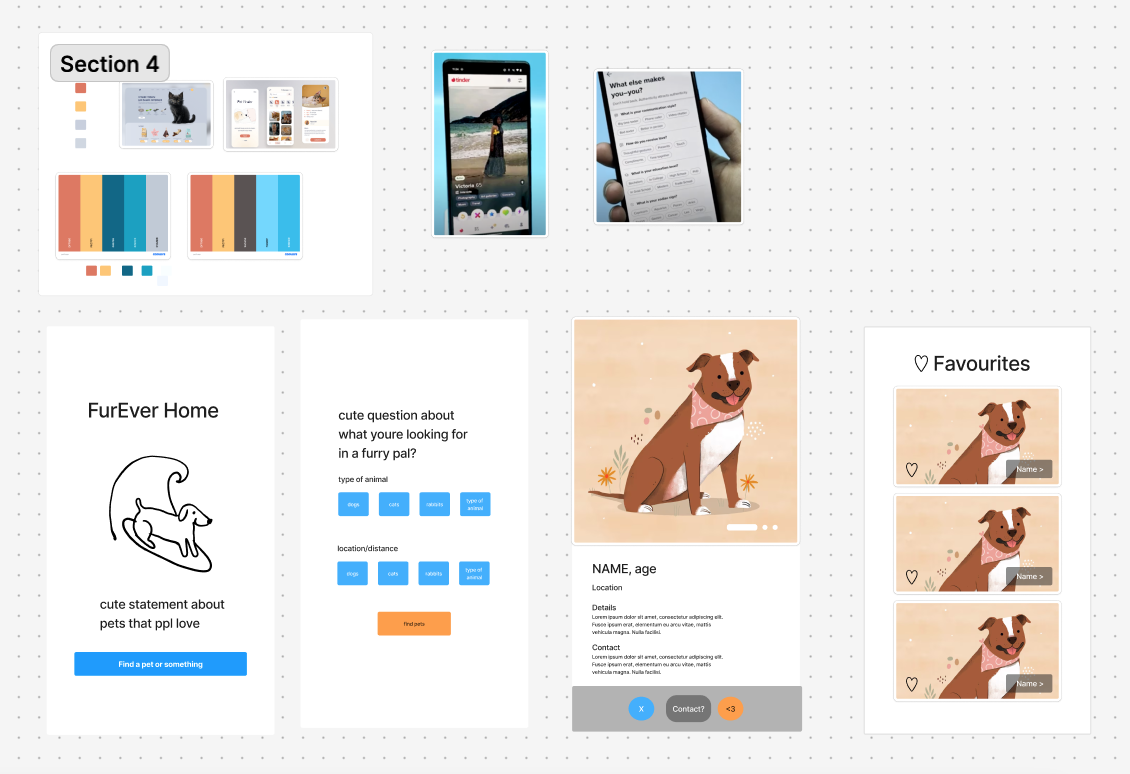 Section 4
tinder
Victoria
What else makes
you–you?
FurEver Home
cute statement about
pets that ppl love
Find a pet or something
cute question about
what youre looking for
in a furry pal?
type of animal
dogs
cats
rabbits
type of
animal
location/distance
dogs
cats
rabbits
type of
animal
find pets
NAME, age
Location
Details
Lorem ipsum dolor sit amet, consectetur adipiscing elit.
Fusce ipsum erat, elementum eu arcu vitae, mattis
vehicula magna. Nulla facilisi.
Contact
Lorem ipsum dolor sit amet, consectetur adipiscing elit.
Fusce ipsum erat, elementum eu arcu vitae, mattis
vehicula magna. Nulla facilisi.
X
Contact?
<3
Favourites
Name >
Name >
Name >